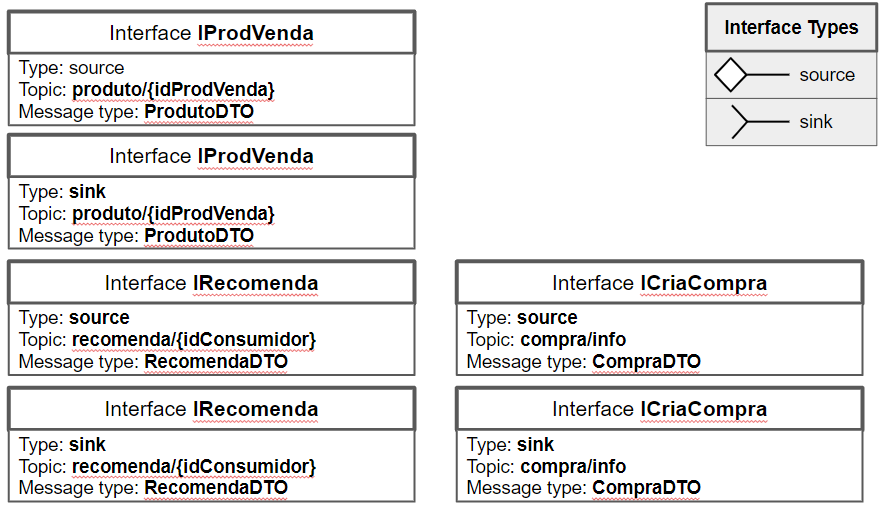 Interface IProdVenda
Type: source
Topic: produto/{idProdVenda}
Message type: ProdutoDTO
Interface Types
source
sink
Interface IProdVenda
Type: sink
Topic: produto/{idProdVenda}
Message type: ProdutoDTO
Interface IRecomenda
Type: source
Topic: recomenda/{idConsumidor}
Message type: RecomendaDTO
Interface ICriaCompra
Type: source
Topic: compra/info
Message type: CompraDTO
Interface IRecomenda
Type: sink
Topic: recomenda/{idConsumidor}
Message type: RecomendaDTO
Interface ICriaCompra
Type: sink
Topic: compra/info
Message type: CompraDTO